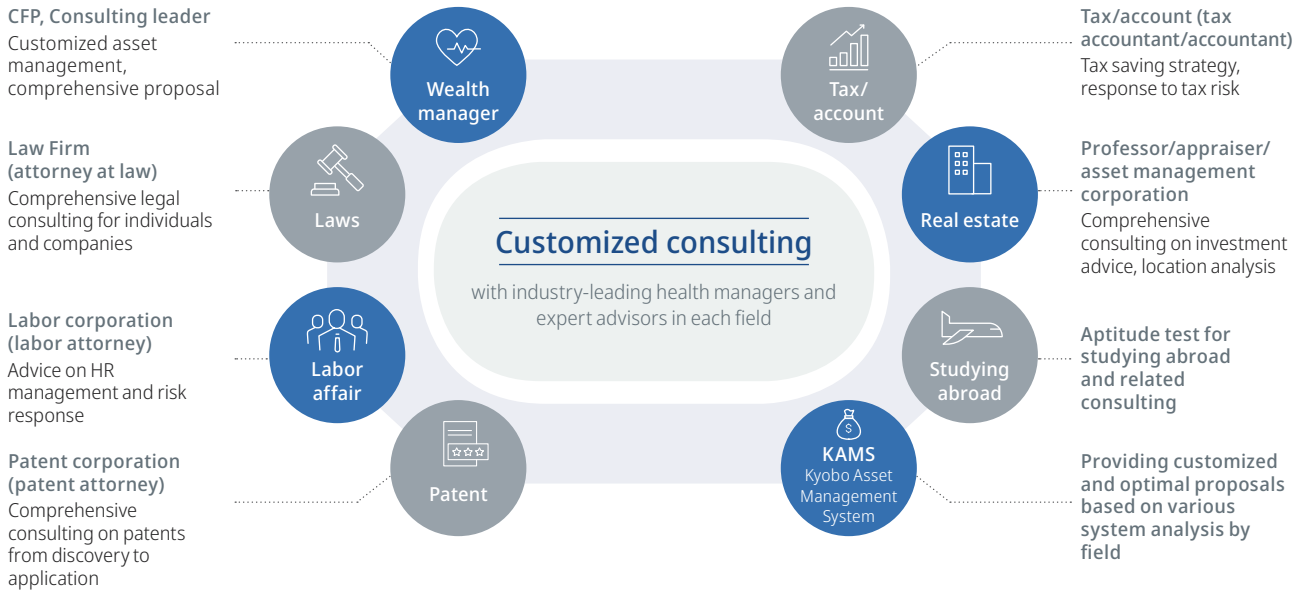 CFP, Consulting leader
Customized asset
management,
comprehensive proposal
Wealth
manager
Law Firm
(attorney at law)
Comprehensive legal
consulting for individuals
and companies
Laws
Labor corporation
(labor attorney)
Advice on HR
management and risk
response
Labor
affair
Patent corporation
(patent attorney)
Comprehensive
consulting on patents
from discovery to
application
Patent
Customized consulting
with industry-leading health managers and
expert advisors in each field
Tax/
account
Tax/account (tax
accountant/accountant)
Tax saving strategy,
response to tax risk
Real estate
Professor/appraiser/
asset management
corporation
Comprehensive
consulting on investment
advice, location analysis
Studying
abroad
Aptitude test for
studying abroad
and related
consulting
$
KAMS
Kyobo Asset
Management
System
Providing customized
and optimal proposals
based on various
system analysis by
field